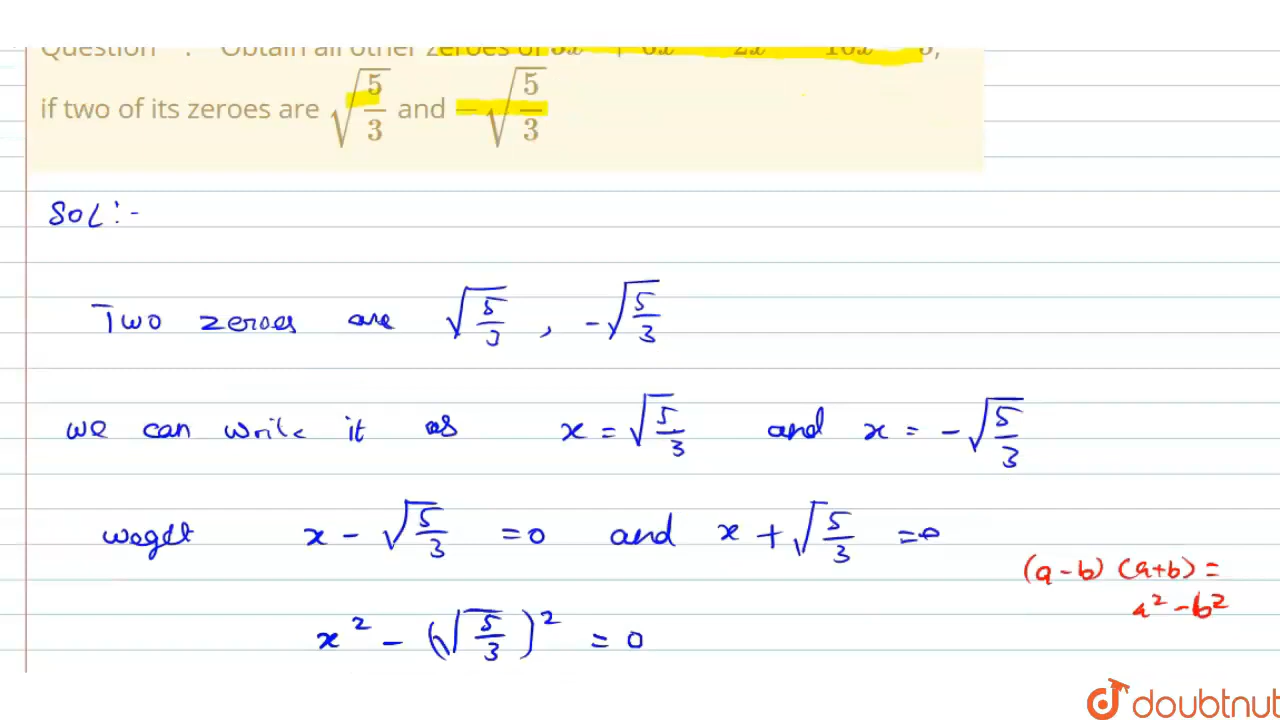 Question : Obtain all other zeroes of
if two of its zeroes are √(5/3) and −√(5/3)
SOL :-
Two zeroes are √(5/3) , -√(5/3)
we can write it as x = √(5/3) and x = -√(5/3)
weget x - √(5/3) = 0 and x + √(5/3) = 0
(a-b) (a+b) =
a² - b²
x² - (√(5/3))² = 0
doubtnut